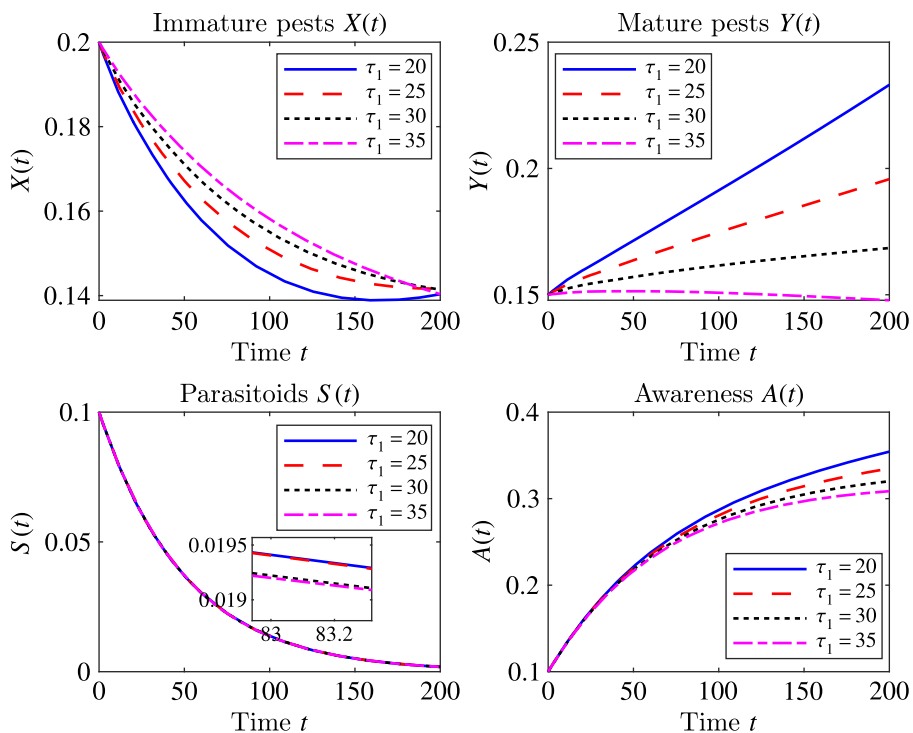 Immature pests X(t)
0.2
0.18
0.16
0.14
X(t)
τ₁ = 20
τ₁ = 25
τ₁ = 30
τ₁ = 35
0
50
100
150
200
Time t
Mature pests Y(t)
0.25
0.2
0.15
Y(t)
τ₁ = 20
τ₁ = 25
τ₁ = 30
τ₁ = 35
0
50
100
150
200
Time t
Parasitoids S(t)
0.1
0.05
0
S(t)
τ₁ = 20
τ₁ = 25
τ₁ = 30
τ₁ = 35
0.0195
0.019
83
83.2
0
50
100
150
200
Time t
Awareness A(t)
0.4
0.3
0.2
0.1
A(t)
τ₁ = 20
τ₁ = 25
τ₁ = 30
τ₁ = 35
0
50
100
150
200
Time t